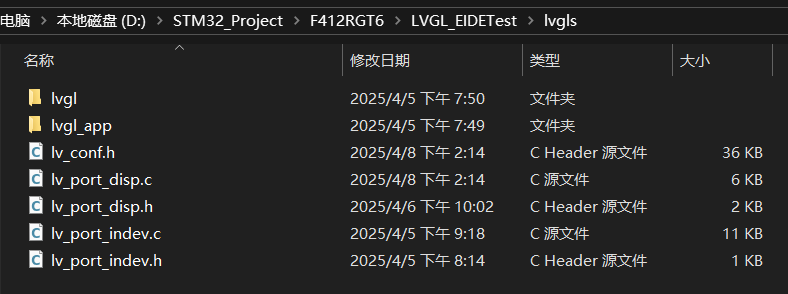 电脑 > 本地磁盘 (D:) > STM32_Project > F412RGT6 > LVGL_EIDETest > lvgls
名称 修改日期 类型 大小
lvgl 2025/4/5 下午 7:50 文件夹
lvgl_app 2025/4/5 下午 7:49 文件夹
lv_conf.h 2025/4/8 下午 2:14 C Header 源文件 36 KB
lv_port_disp.c 2025/4/8 下午 2:14 C 源文件 6 KB
lv_port_disp.h 2025/4/6 下午 10:02 C Header 源文件 2 KB
lv_port_indev.c 2025/4/5 下午 9:18 C 源文件 11 KB
lv_port_indev.h 2025/4/5 下午 8:14 C Header 源文件 1 KB